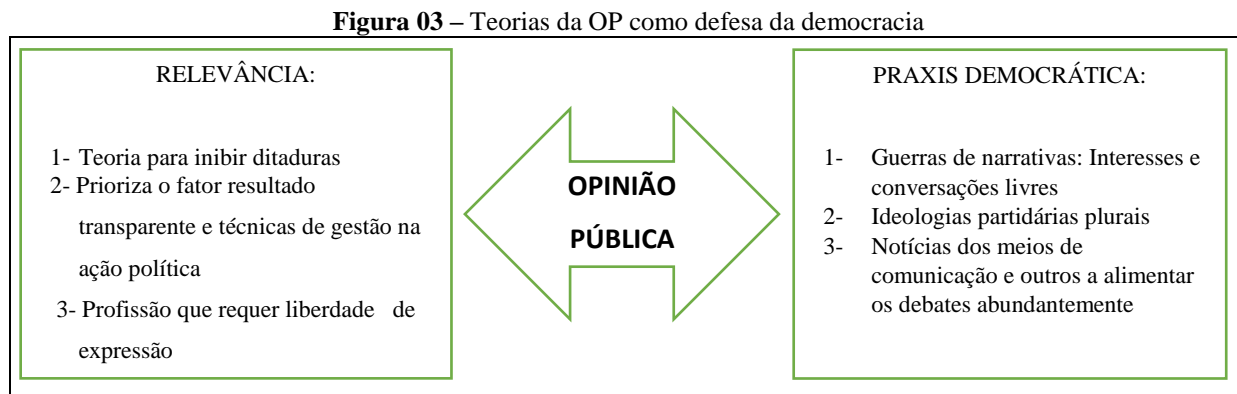 Figura 03 – Teorias da OP como defesa da democracia
RELEVÂNCIA:
1- Teoria para inibir ditaduras
2- Prioriza o fator resultado
transparente e técnicas de gestão na
ação política
3- Profissão que requer liberdade de
expressão
OPINIÃO
PÚBLICA
PRAXIS DEMOCRÁTICA:
1- Guerras de narrativas: Interesses e
conversações livres
2- Ideologias partidárias plurais
3- Notícias dos meios de
comunicação e outros a alimentar
os debates abundantemente